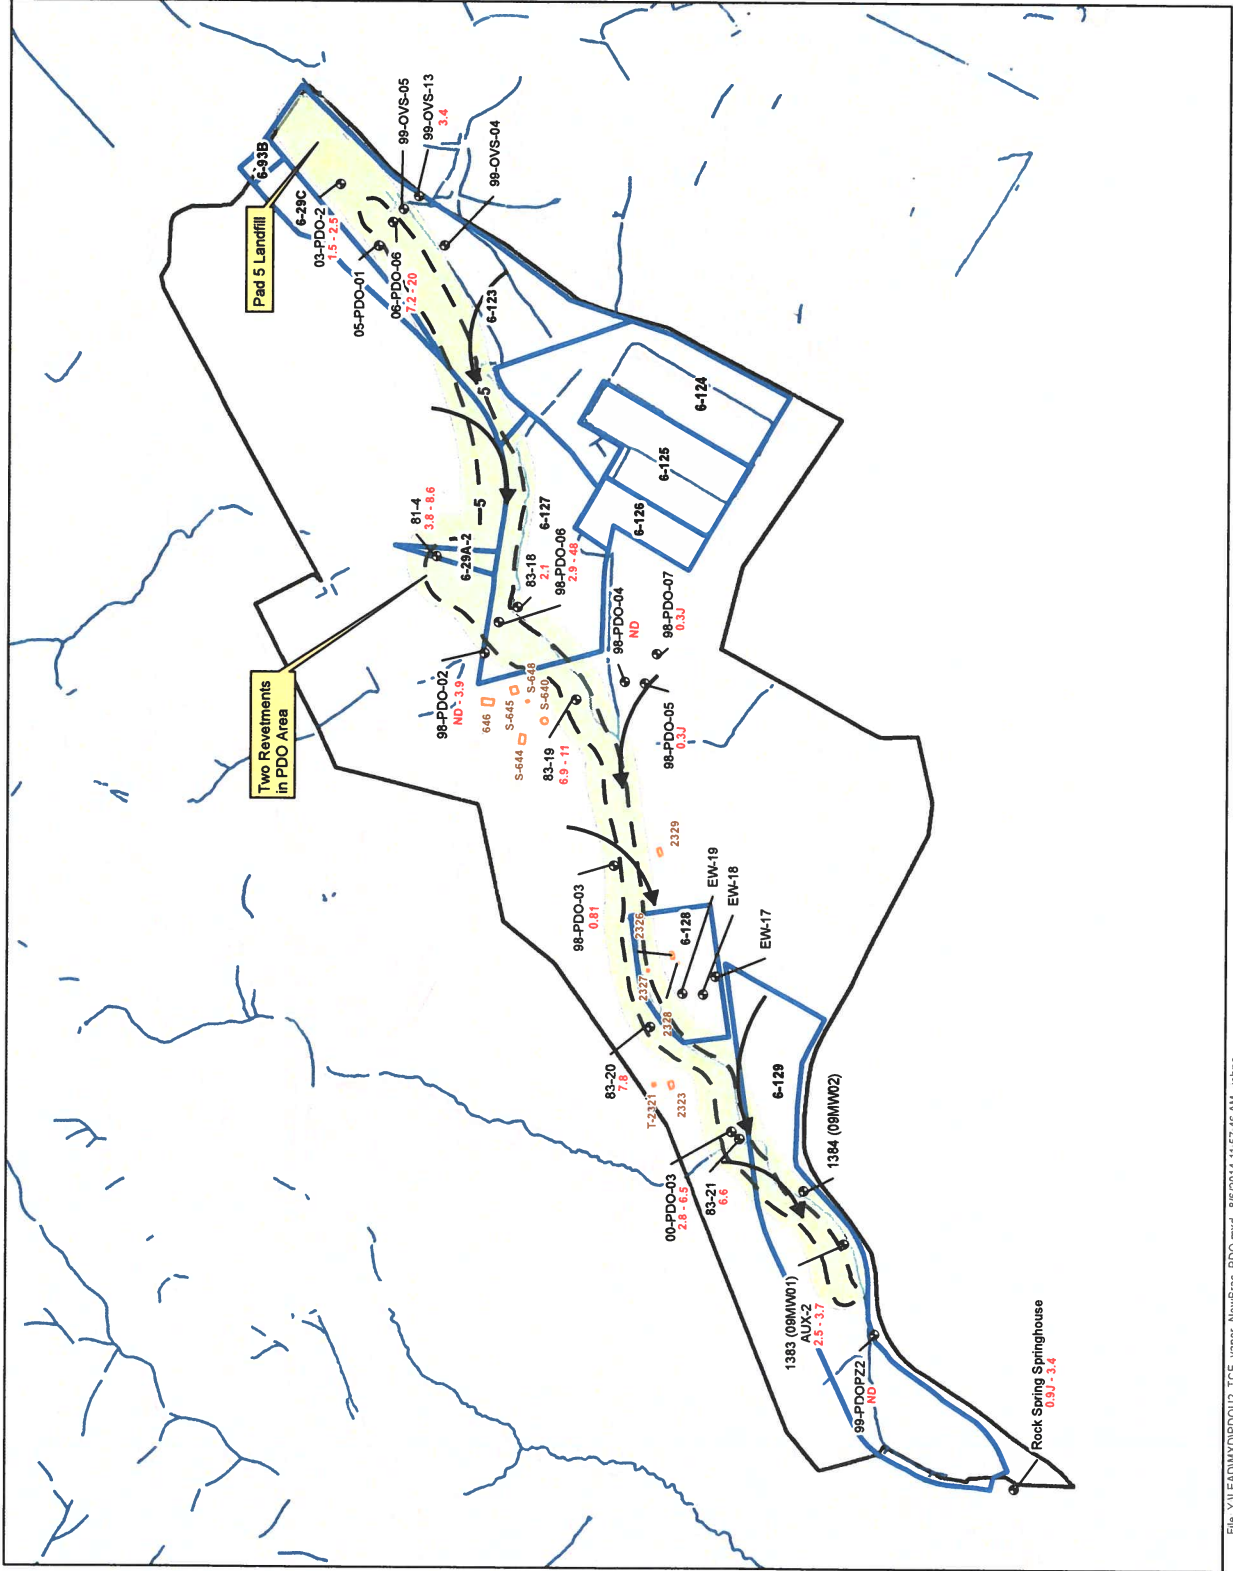 Pad 5 Landfill
Two Revetments
in PDO Area
6-93B
6-29C
03-PDO-2
1.5 - 2.5
05-PDO-01
06-PDO-06
7.2 - 20
99-OVS-05
99-OVS-13
3.4
99-OVS-04
6-123
5
5
6-124
6-125
6-126
6-127
81-4
3.8 - 8.6
6-29A-2
83-18
2.1
98-PDO-06
2.9 - 48
98-PDO-04
ND
98-PDO-07
0.3J
98-PDO-05
0.3J
98-PDO-02
ND - 3.9
646
S-645
S-648
S-640
S-644
83-19
6.9 - 11
98-PDO-03
0.81
2329
2326
2327
2328
6-128
EW-19
EW-18
EW-17
83-20
7.8
T-2321
2323
6-129
00-PDO-03
2.8 - 6.5
83-21
6.6
1384 (09MW02)
1383 (09MW01)
AUX-2
2.5 - 3.7
99-PDOPZ2
ND
Rock Spring Springhouse
0.9J - 3.4